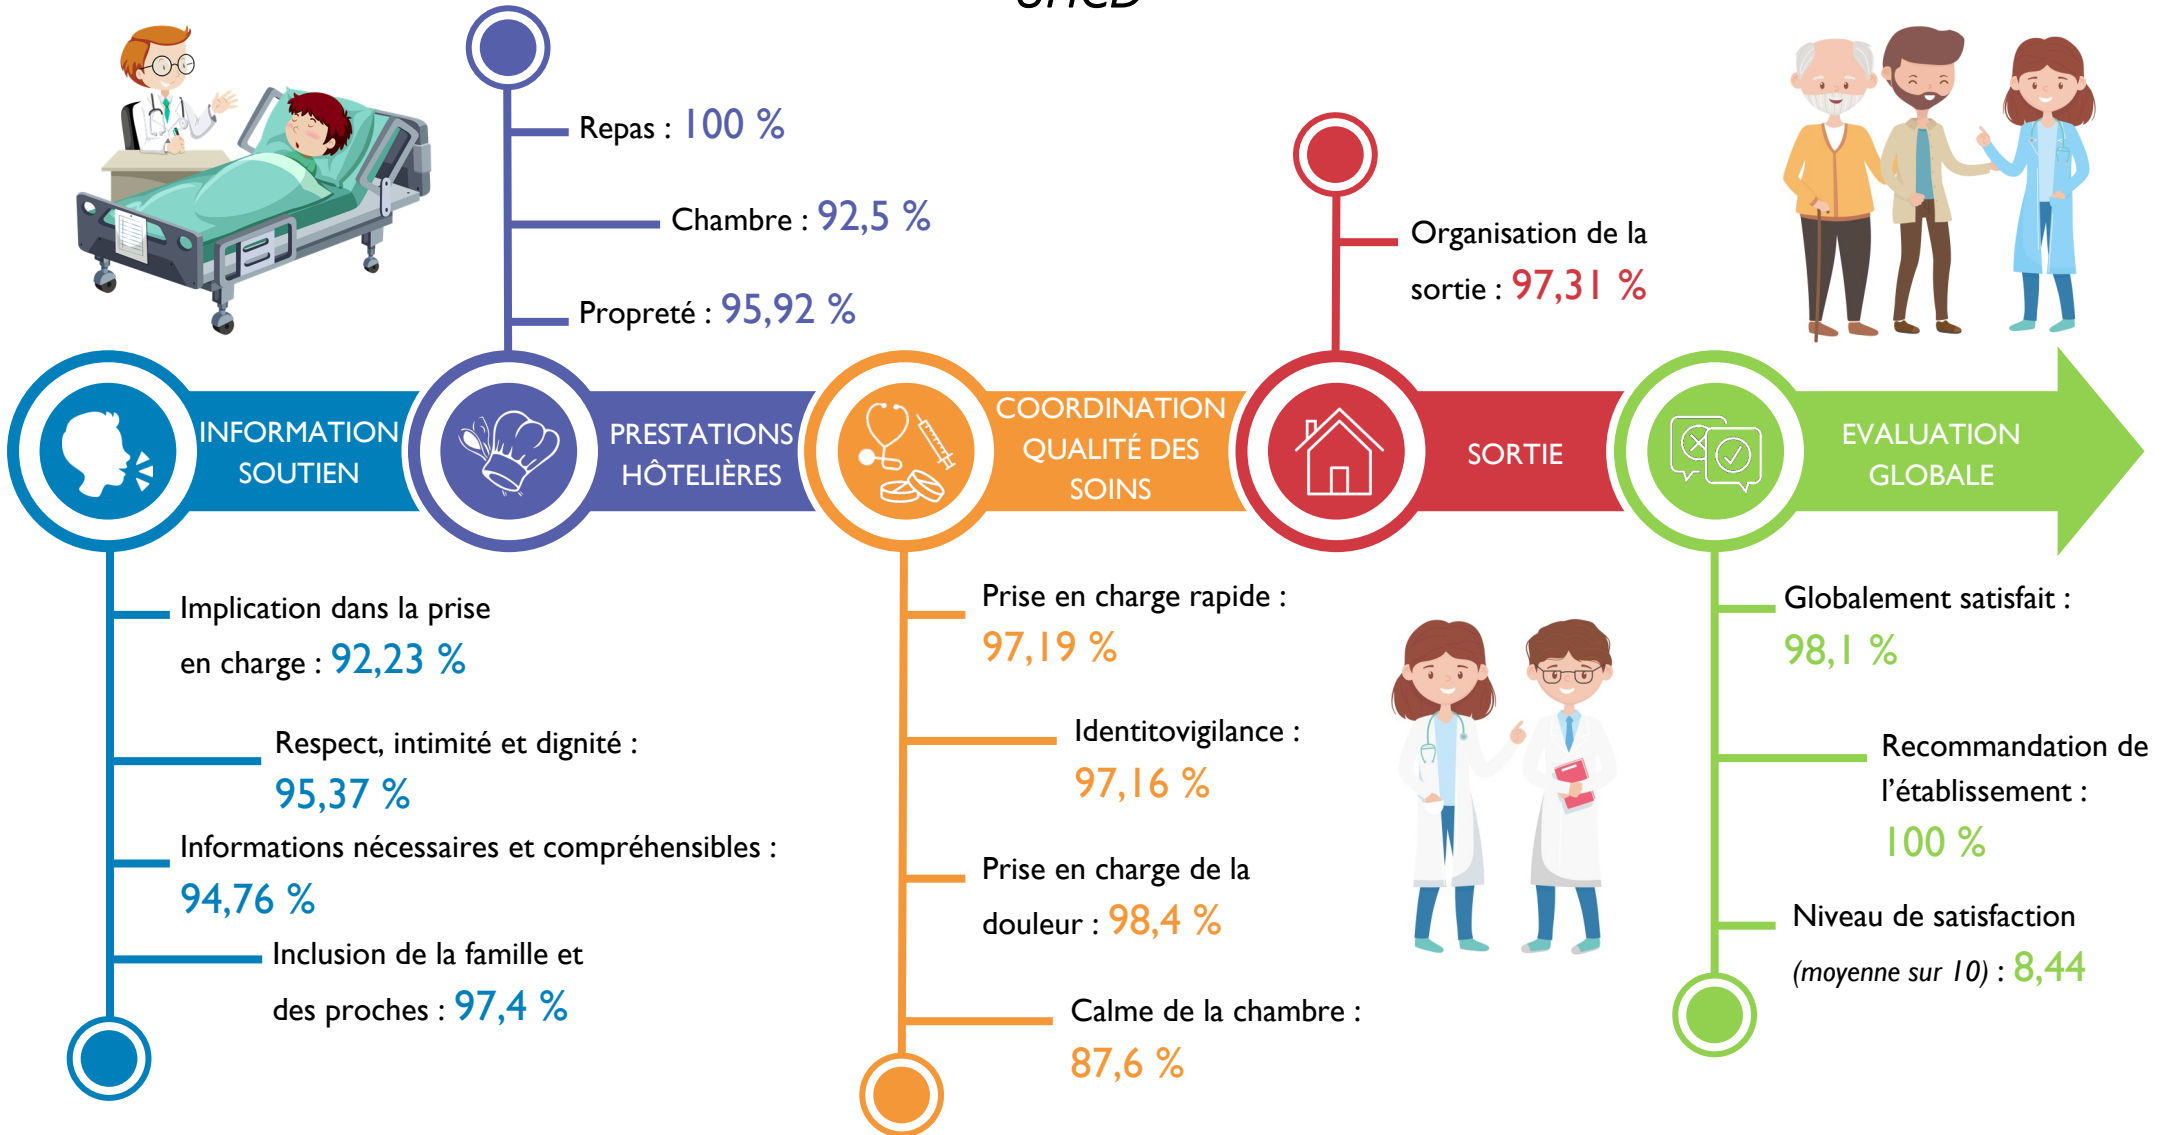 UHCD
Repas : 100 %
Chambre : 92,5 %
Propreté : 95,92 %
Organisation de la
sortie : 97,31 %
INFORMATION
SOUTIEN
PRESTATIONS
HÔTELIÈRES
COORDINATION
QUALITÉ DES
SOINS
SORTIE
EVALUATION
GLOBALE
Implication dans la prise
en charge : 92,23 %
Respect, intimité et dignité :
95,37 %
Informations nécessaires et compréhensibles :
94,76 %
Inclusion de la famille et
des proches : 97,4 %
Prise en charge rapide :
97,19 %
Identitovigilance :
97,16 %
Prise en charge de la
douleur : 98,4 %
Calme de la chambre :
87,6 %
Globalement satisfait :
98,1 %
Recommandation de
l'établissement :
100 %
Niveau de satisfaction
(moyenne sur 10) : 8,44